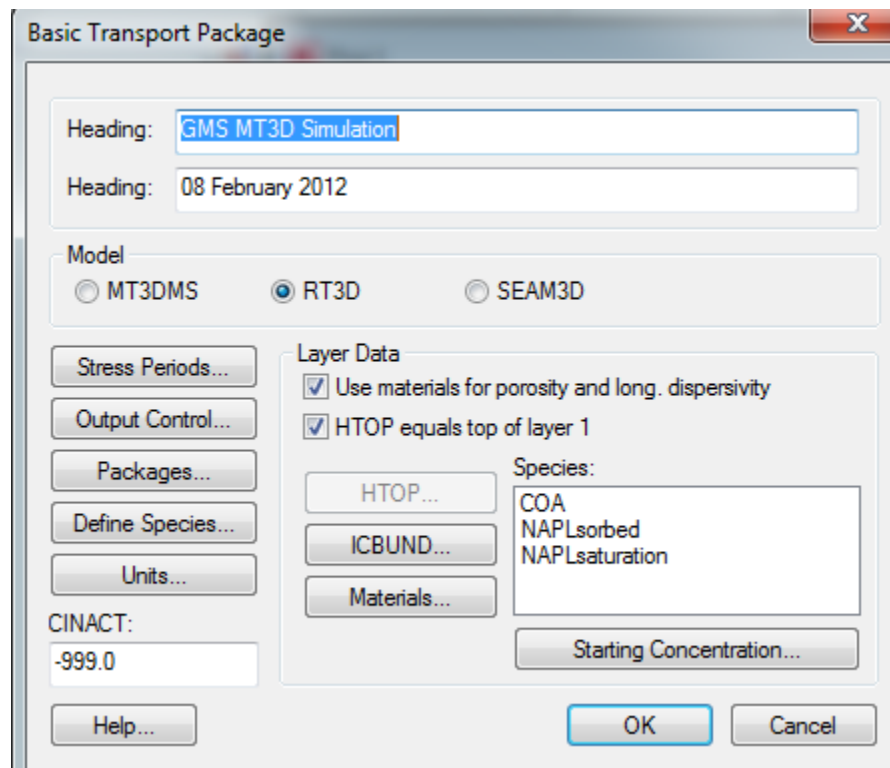 Basic Transport Package
Heading: GMS MT3D Simulation
Heading: 08 February 2012
Model
MT3DMS RT3D SEAM3D
Stress Periods...
Output Control...
Packages...
Define Species...
Units...
CINACT:
-999.0
Layer Data
Use materials for porosity and long. dispersivity
HTOP equals top of layer 1
HTOP...
ICBUND...
Materials...
Species:
COA
NAPLsorbed
NAPLsaturation
Starting Concentration...
Help... OK Cancel